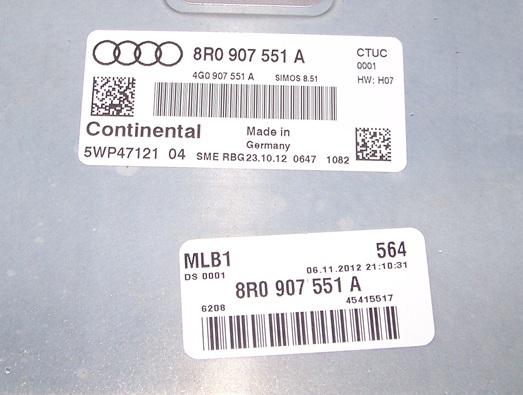 8R0 907 551 A
CTUC
0001
4G0 907 551 A SIMOS 8.51
HW: H07
Continental
Made in
Germany
5WP47121 04 SME RBG23.10.12 0647 1082
MLB1 564
DS 0001 06.11.2012 21:10:31
8R0 907 551 A
6208 45415517